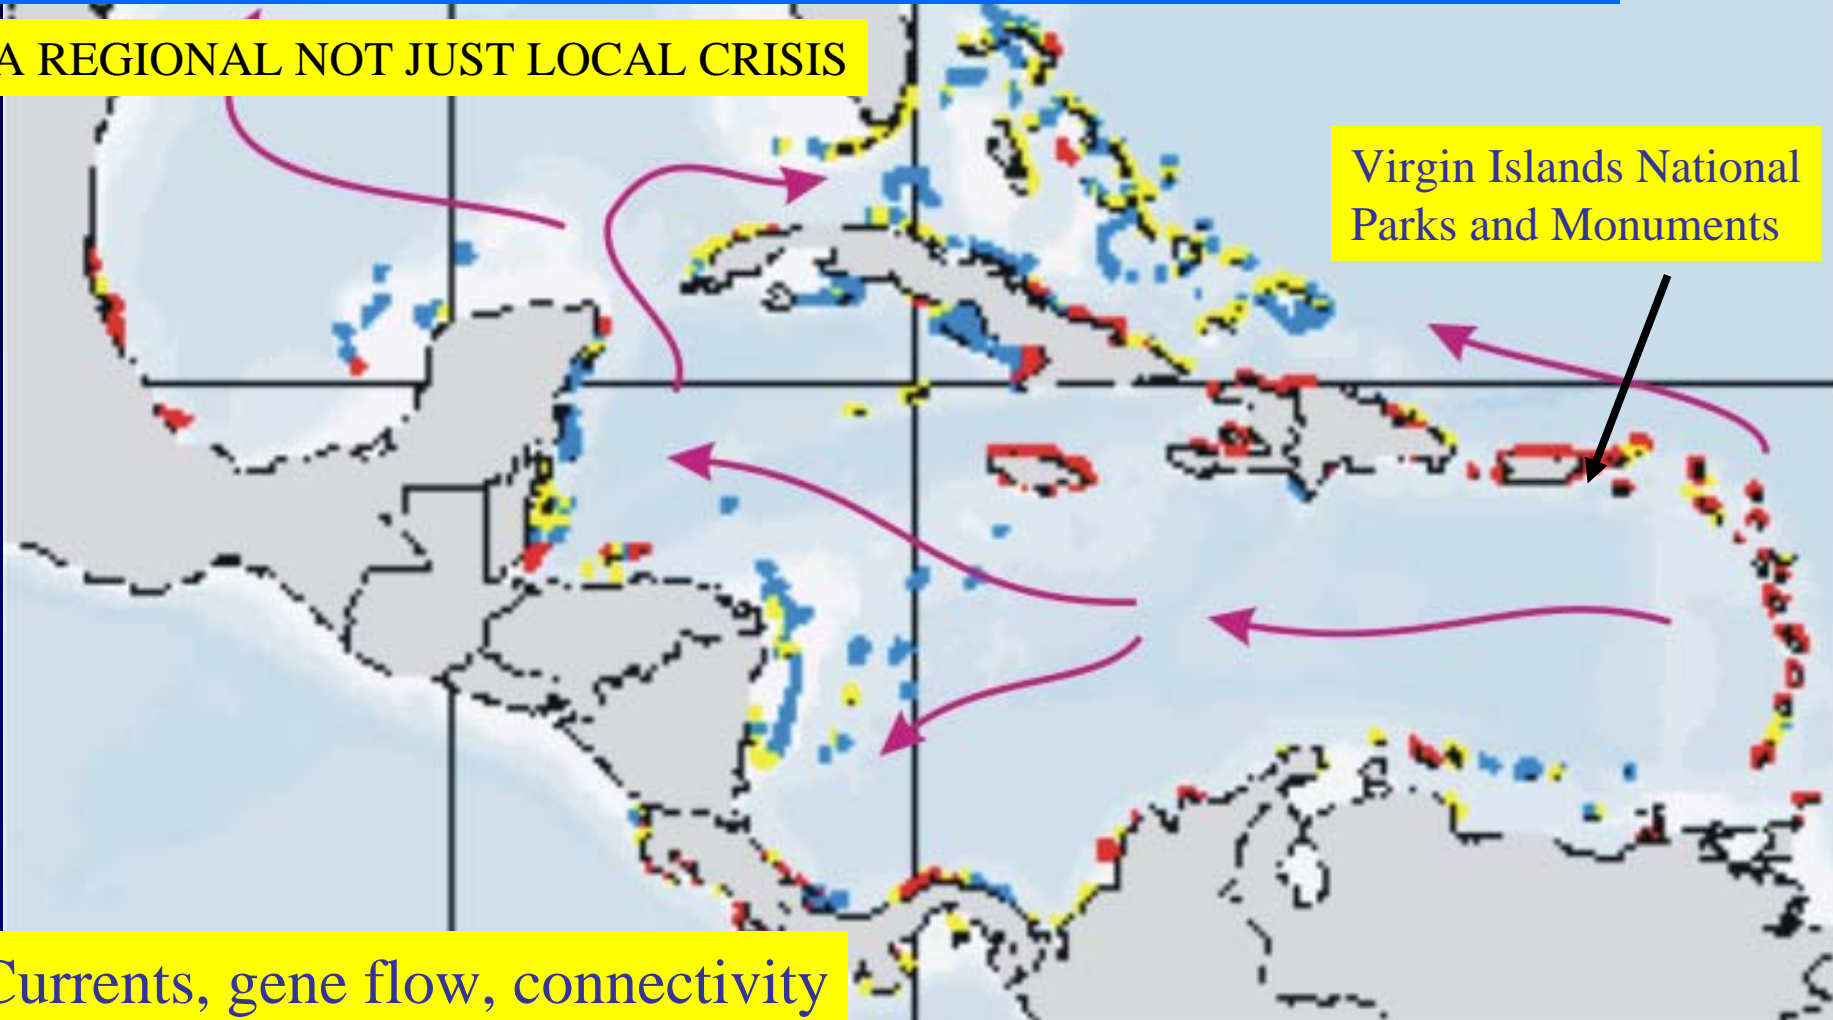 A REGIONAL NOT JUST LOCAL CRISIS
Virgin Islands National
Parks and Monuments
Currents, gene flow, connectivity